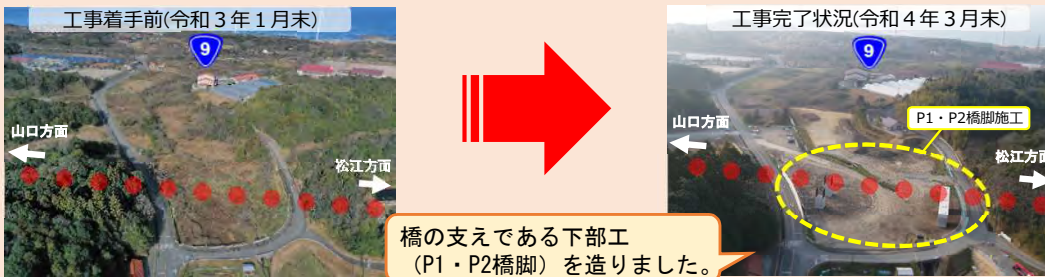 工事着手前(令和３年１月末)
9
山口方面
松江方面
工事完了状況(令和４年３月末)
9
P1・P2橋脚施工
山口方面
松江方面
橋の支えである下部工
（P1・P2橋脚）を造りました。